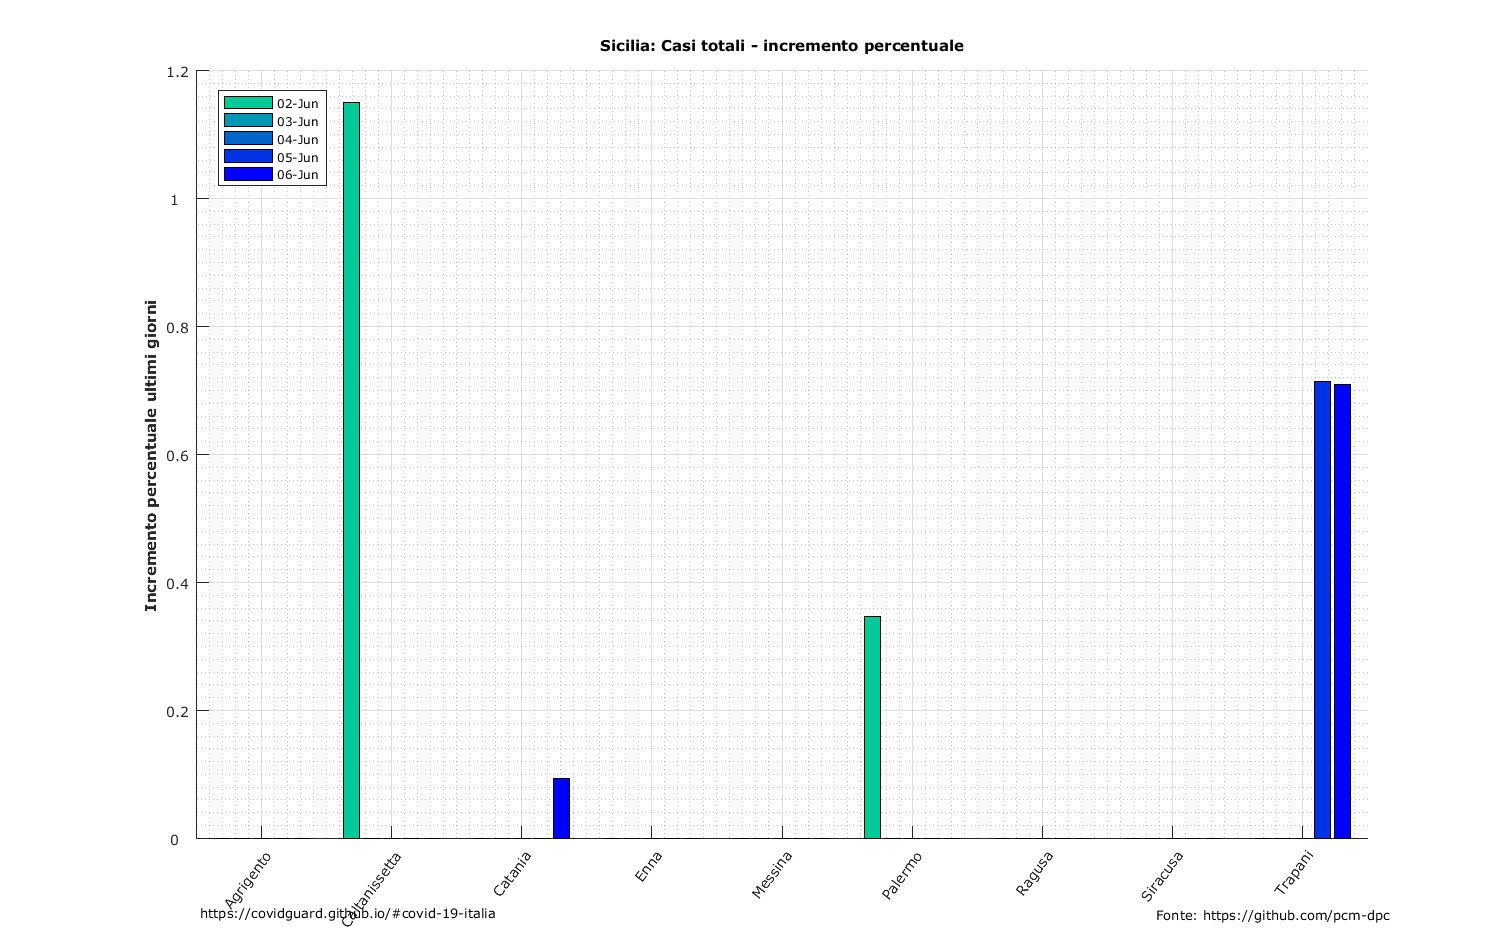 Sicilia: Casi totali - incremento percentuale
1.2
1
0.8
0.6
0.4
0.2
0
Incremento percentuale ultimi giorni
02-Jun
03-Jun
04-Jun
05-Jun
06-Jun
Agrigento
Caltanissetta
Catania
Enna
Messina
Palermo
Ragusa
Siracusa
Trapani
https://covidguard.github.io/#covid-19-italia
Fonte: https://github.com/pcm-dpc